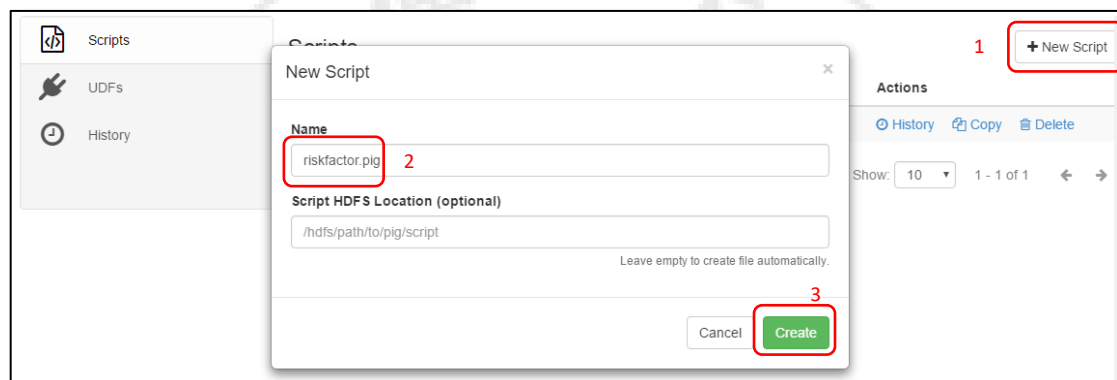 Scripts
UDFs
History
Scripts
1
+ New Script
New Script
×
Name
riskfactor.pig
2
Script HDFS Location (optional)
/hdfs/path/to/pig/script
Leave empty to create file automatically.
3
Cancel
Create
Actions
History Copy Delete
Show: 10 1 - 1 of 1